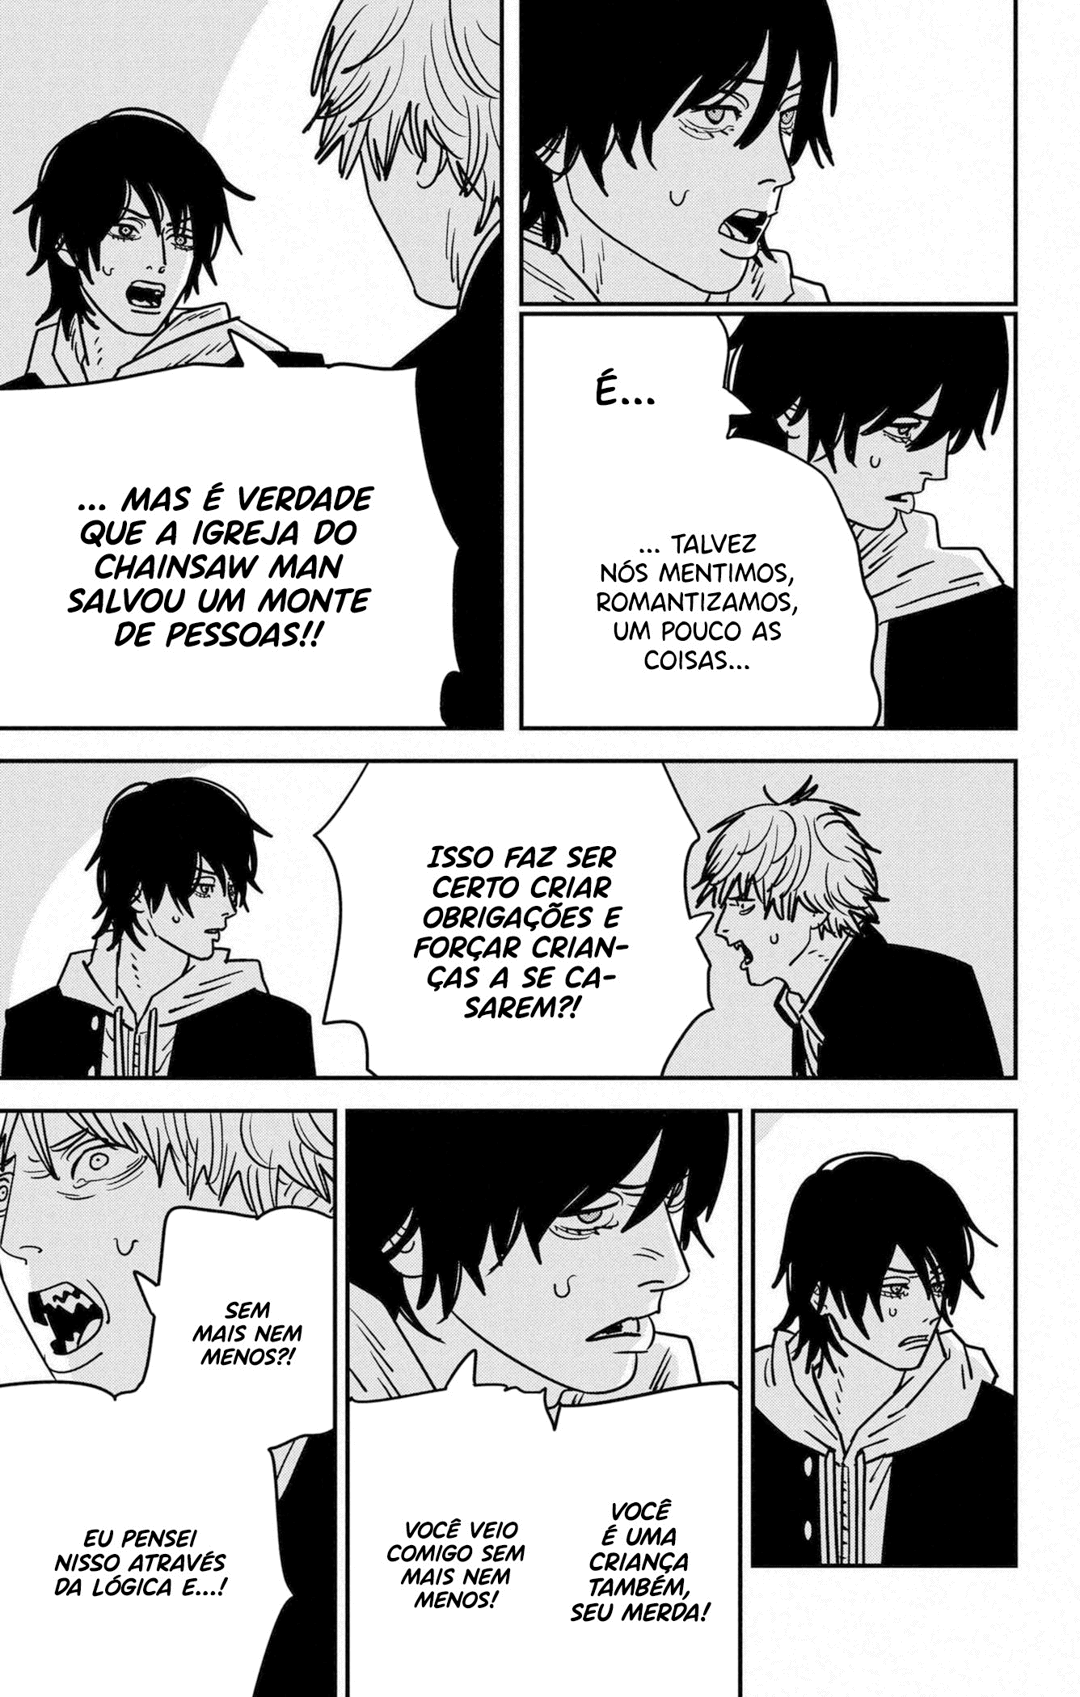 É...
... TALVEZ
NÓS MENTIMOS,
ROMANTIZAMOS,
UM POUCO AS
COISAS...
... MAS É VERDADE
QUE A IGREJA DO
CHAINSAW MAN
SALVOU UM MONTE
DE PESSOAS!!
ISSO FAZ SER
CERTO CRIAR
OBRIGAÇÕES E
FORÇAR CRIAN-
ÇAS A SE CA-
SAREM?!
VOCÊ
É UMA
CRIANÇA
TAMBÉM,
SEU MERDA!
VOCÊ VEIO
COMIGO SEM
MAIS NEM
MENOS!
SEM
MAIS NEM
MENOS?!
EU PENSEI
NISSO ATRAVÉS
DA LÓGICA E...!